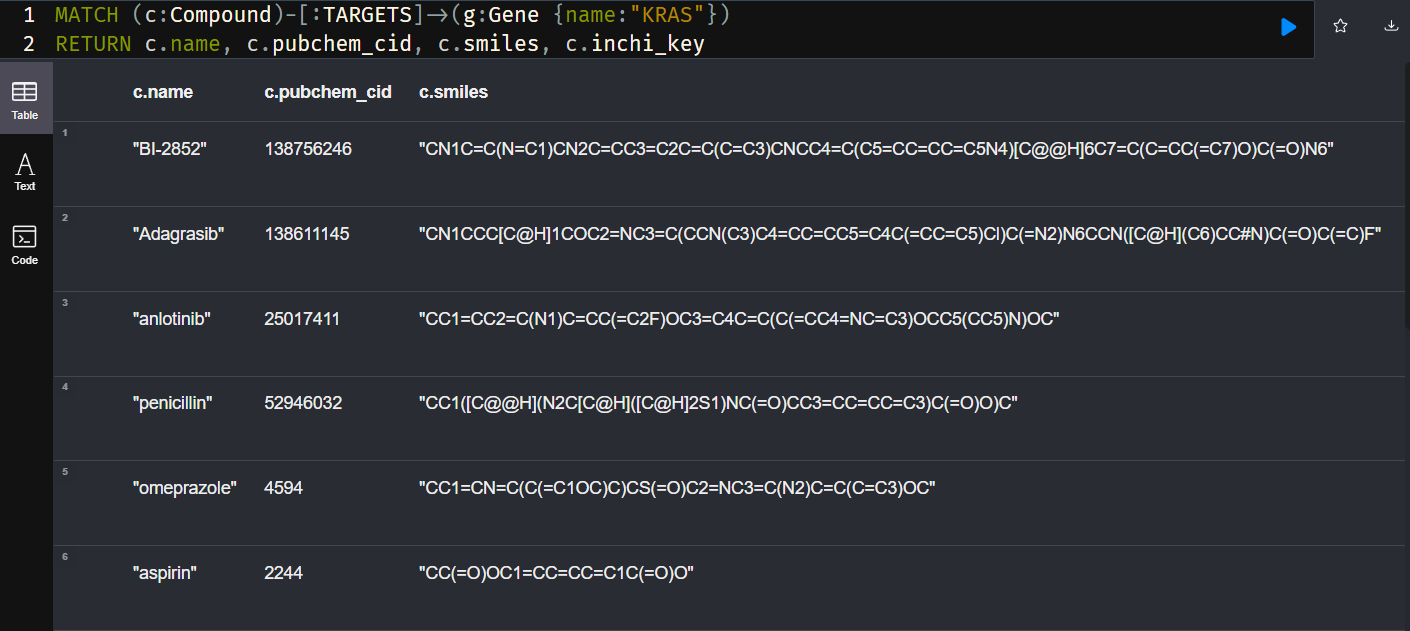 1 MATCH (c:Compound)-[:TARGETS]->(g:Gene {name:"KRAS"})
2 RETURN c.name, c.pubchem_cid, c.smiles, c.inchi_key
Table
Text
Code
c.name c.pubchem_cid c.smiles
1 "BI-2852" 138756246 "CN1C=C(N=C1)CN2C=CC3=C2C=C(C=C3)CNCC4=C(C5=CC=CC=C5N4)[C@@H]6C7=C(C=CC(=C7)O)C(=O)N6"
2 "Adagrasib" 138611145 "CN1CCC[C@H]1COC2=NC3=C(CCN(C3)C4=CC=CC5=C4C(=CC=C5)Cl)C(=N2)N6CCN([C@H](C6)CC#N)C(=O)C(=C)F"
3 "anlotinib" 25017411 "CC1=CC2=C(N1)C=CC(=C2F)OC3=C4C=C(C(=CC4=NC=C3)OCC5(CC5)N)OC"
4 "penicillin" 52946032 "CC1([C@@H](N2C[C@H]([C@H]2S1)NC(=O)CC3=CC=CC=C3)C(=O)O)C"
5 "omeprazole" 4594 "CC1=CN=C(C(=C1OC)C)CS(=O)C2=NC3=C(N2)C=C(C=C3)OC"
6 "aspirin" 2244 "CC(=O)OC1=CC=CC=C1C(=O)O"